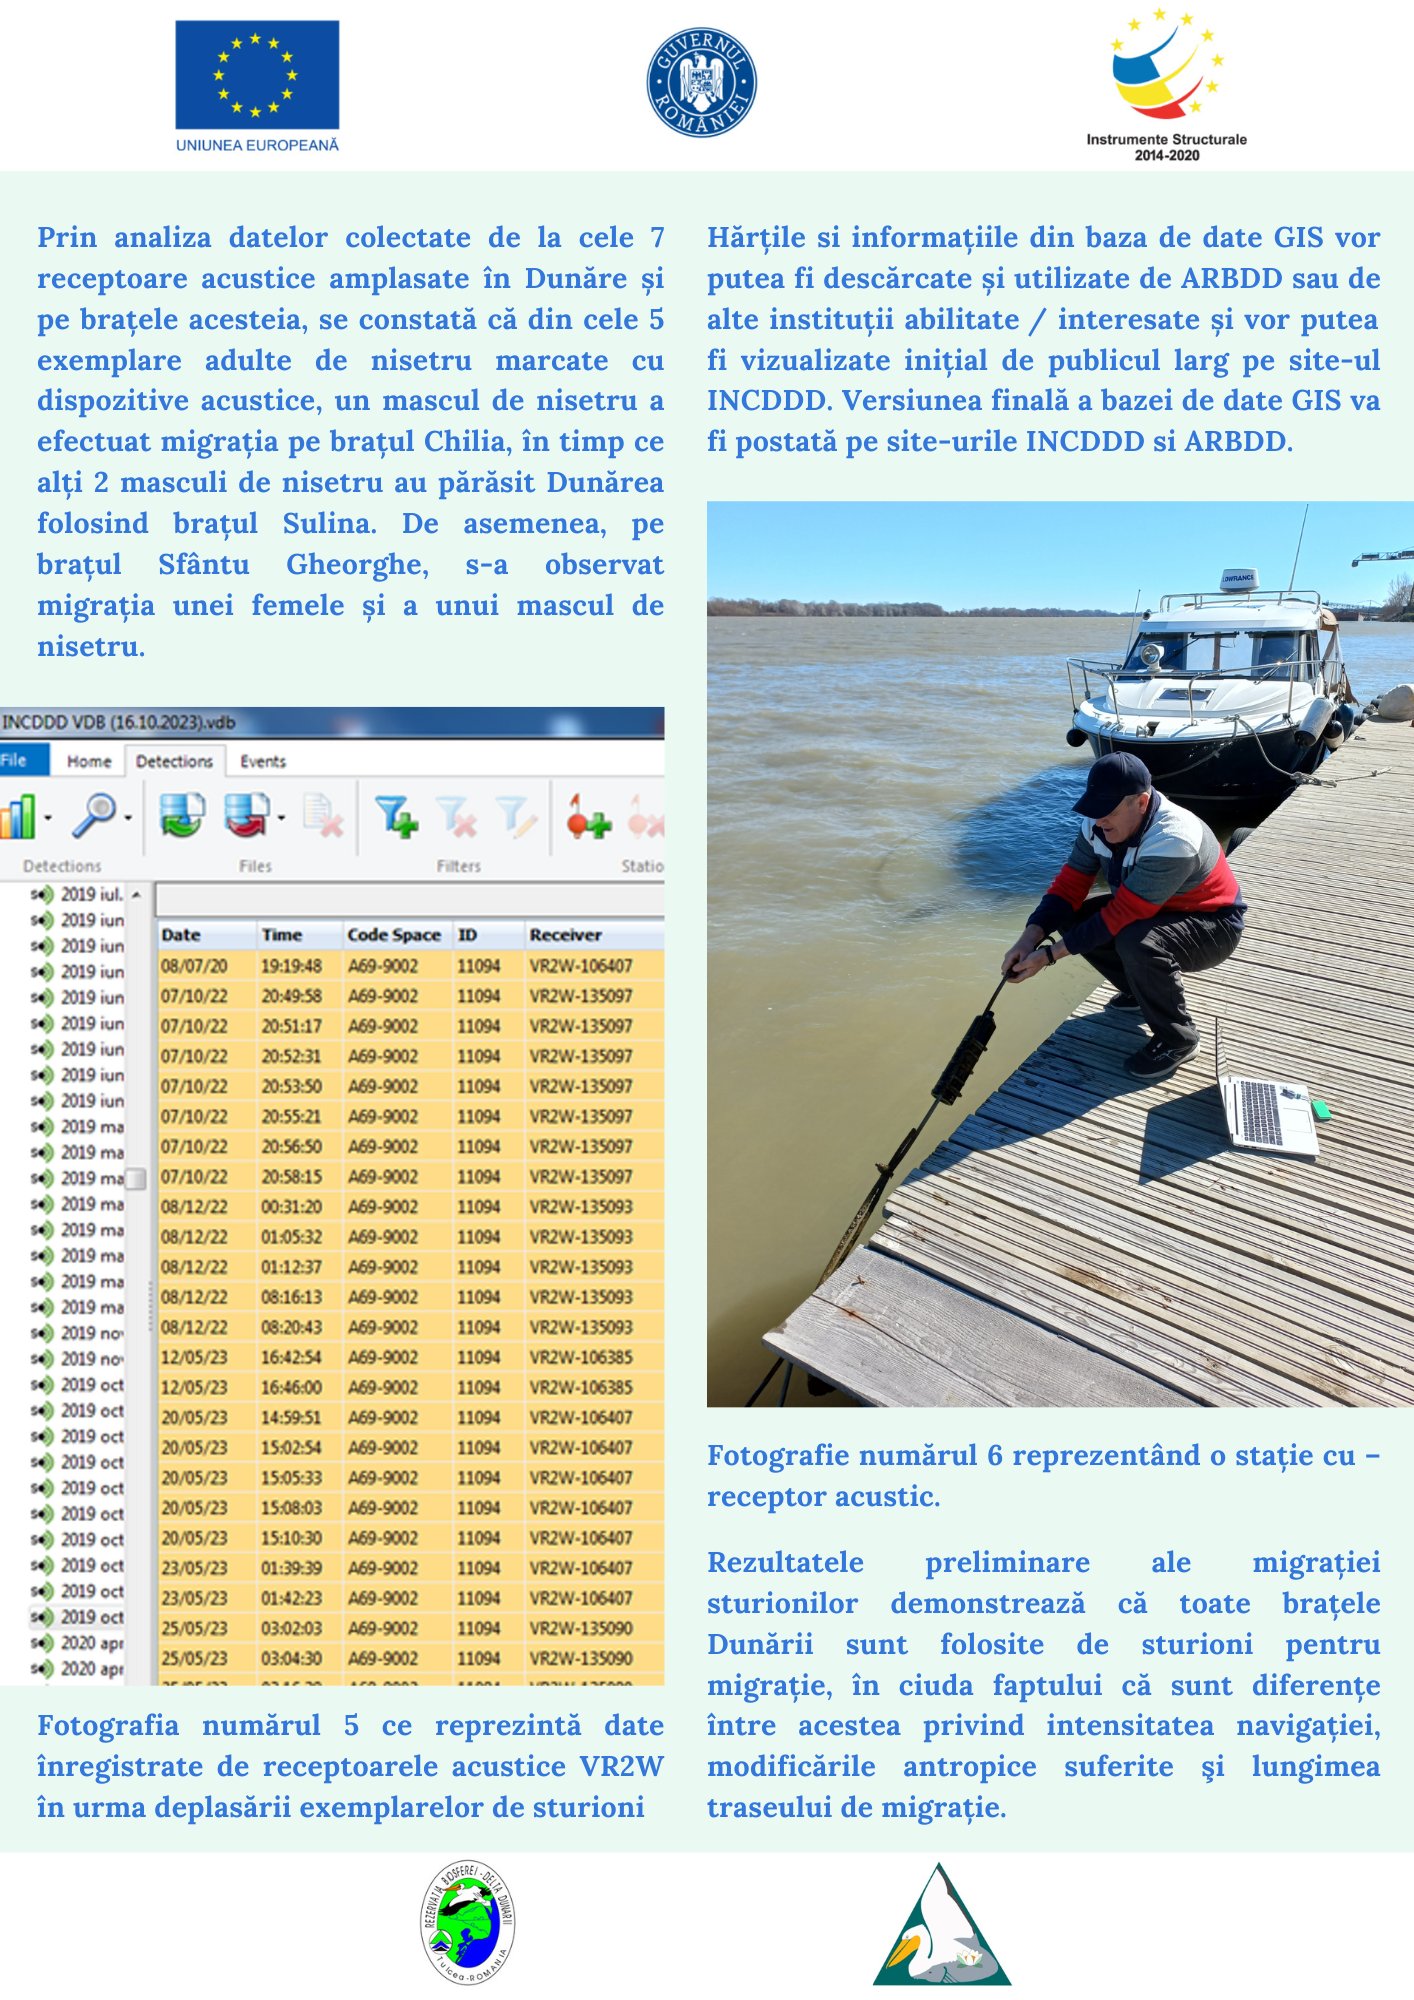 UNIUNEA EUROPEANĂ
GUVERNUL ROMÂNIEI
Instrumente Structurale
2014-2020
Prin analiza datelor colectate de la cele 7
receptoare acustice amplasate în Dunăre și
pe brațele acesteia, se constată că din cele 5
exemplare adulte de nisetru marcate cu
dispozitive acustice, un mascul de nisetru a
efectuat migrația pe brațul Chilia, în timp ce
alți 2 masculi de nisetru au părăsit Dunărea
folosind brațul Sulina. De asemenea, pe
brațul Sfântu Gheorghe, s-a observat
migrația unei femele și a unui mascul de
nisetru.
INCDDD VDB (16.10.2023).vdb
File Home Detections Events
Detections Files Filters Statio
2019 iul.
2019 iun
2019 iun
2019 iun
2019 iun
2019 iun
2019 iun
2019 iun
2019 iun
2019 ma
2019 ma
2019 ma
2019 ma
2019 ma
2019 ma
2019 ma
2019 ma
2019 no
2019 no
2019 oct
2019 oct
2019 oct
2019 oct
2019 oct
2019 oct
2019 oct
2019 oct
2019 oct
2019 oct
2020 apr
2020 apr
Date Time Code Space ID Receiver
08/07/20 19:19:48 A69-9002 11094 VR2W-106407
07/10/22 20:49:58 A69-9002 11094 VR2W-135097
07/10/22 20:51:17 A69-9002 11094 VR2W-135097
07/10/22 20:52:31 A69-9002 11094 VR2W-135097
07/10/22 20:53:50 A69-9002 11094 VR2W-135097
07/10/22 20:55:21 A69-9002 11094 VR2W-135097
07/10/22 20:56:50 A69-9002 11094 VR2W-135097
07/10/22 20:58:15 A69-9002 11094 VR2W-135097
08/12/22 00:31:20 A69-9002 11094 VR2W-135093
08/12/22 01:05:32 A69-9002 11094 VR2W-135093
08/12/22 01:12:37 A69-9002 11094 VR2W-135093
08/12/22 08:16:13 A69-9002 11094 VR2W-135093
08/12/22 08:20:43 A69-9002 11094 VR2W-135093
12/05/23 16:42:54 A69-9002 11094 VR2W-106385
12/05/23 16:46:00 A69-9002 11094 VR2W-106385
20/05/23 14:59:51 A69-9002 11094 VR2W-106407
20/05/23 15:02:54 A69-9002 11094 VR2W-106407
20/05/23 15:05:33 A69-9002 11094 VR2W-106407
20/05/23 15:08:03 A69-9002 11094 VR2W-106407
20/05/23 15:10:30 A69-9002 11094 VR2W-106407
23/05/23 01:39:39 A69-9002 11094 VR2W-106407
23/05/23 01:42:23 A69-9002 11094 VR2W-106407
25/05/23 03:02:03 A69-9002 11094 VR2W-135090
25/05/23 03:04:30 A69-9002 11094 VR2W-135090
Fotografia numărul 5 ce reprezintă date
înregistrate de receptoarele acustice VR2W
în urma deplasării exemplarelor de sturioni
Hărțile si informațiile din baza de date GIS vor
putea fi descărcate și utilizate de ARBDD sau de
alte instituții abilitate / interesate și vor putea
fi vizualizate inițial de publicul larg pe site-ul
INCDDD. Versiunea finală a bazei de date GIS va
fi postată pe site-urile INCDDD si ARBDD.
LOWRANCE
Fotografie numărul 6 reprezentând o stație cu –
receptor acustic.
Rezultatele preliminare ale migrației
sturionilor demonstrează că toate brațele
Dunării sunt folosite de sturioni pentru
migrație, în ciuda faptului că sunt diferențe
între acestea privind intensitatea navigației,
modificările antropice suferite şi lungimea
traseului de migrație.
REZERVAȚIA BIOSFEREI - DELTA DUNĂRII
Tulcea-ROMANIA